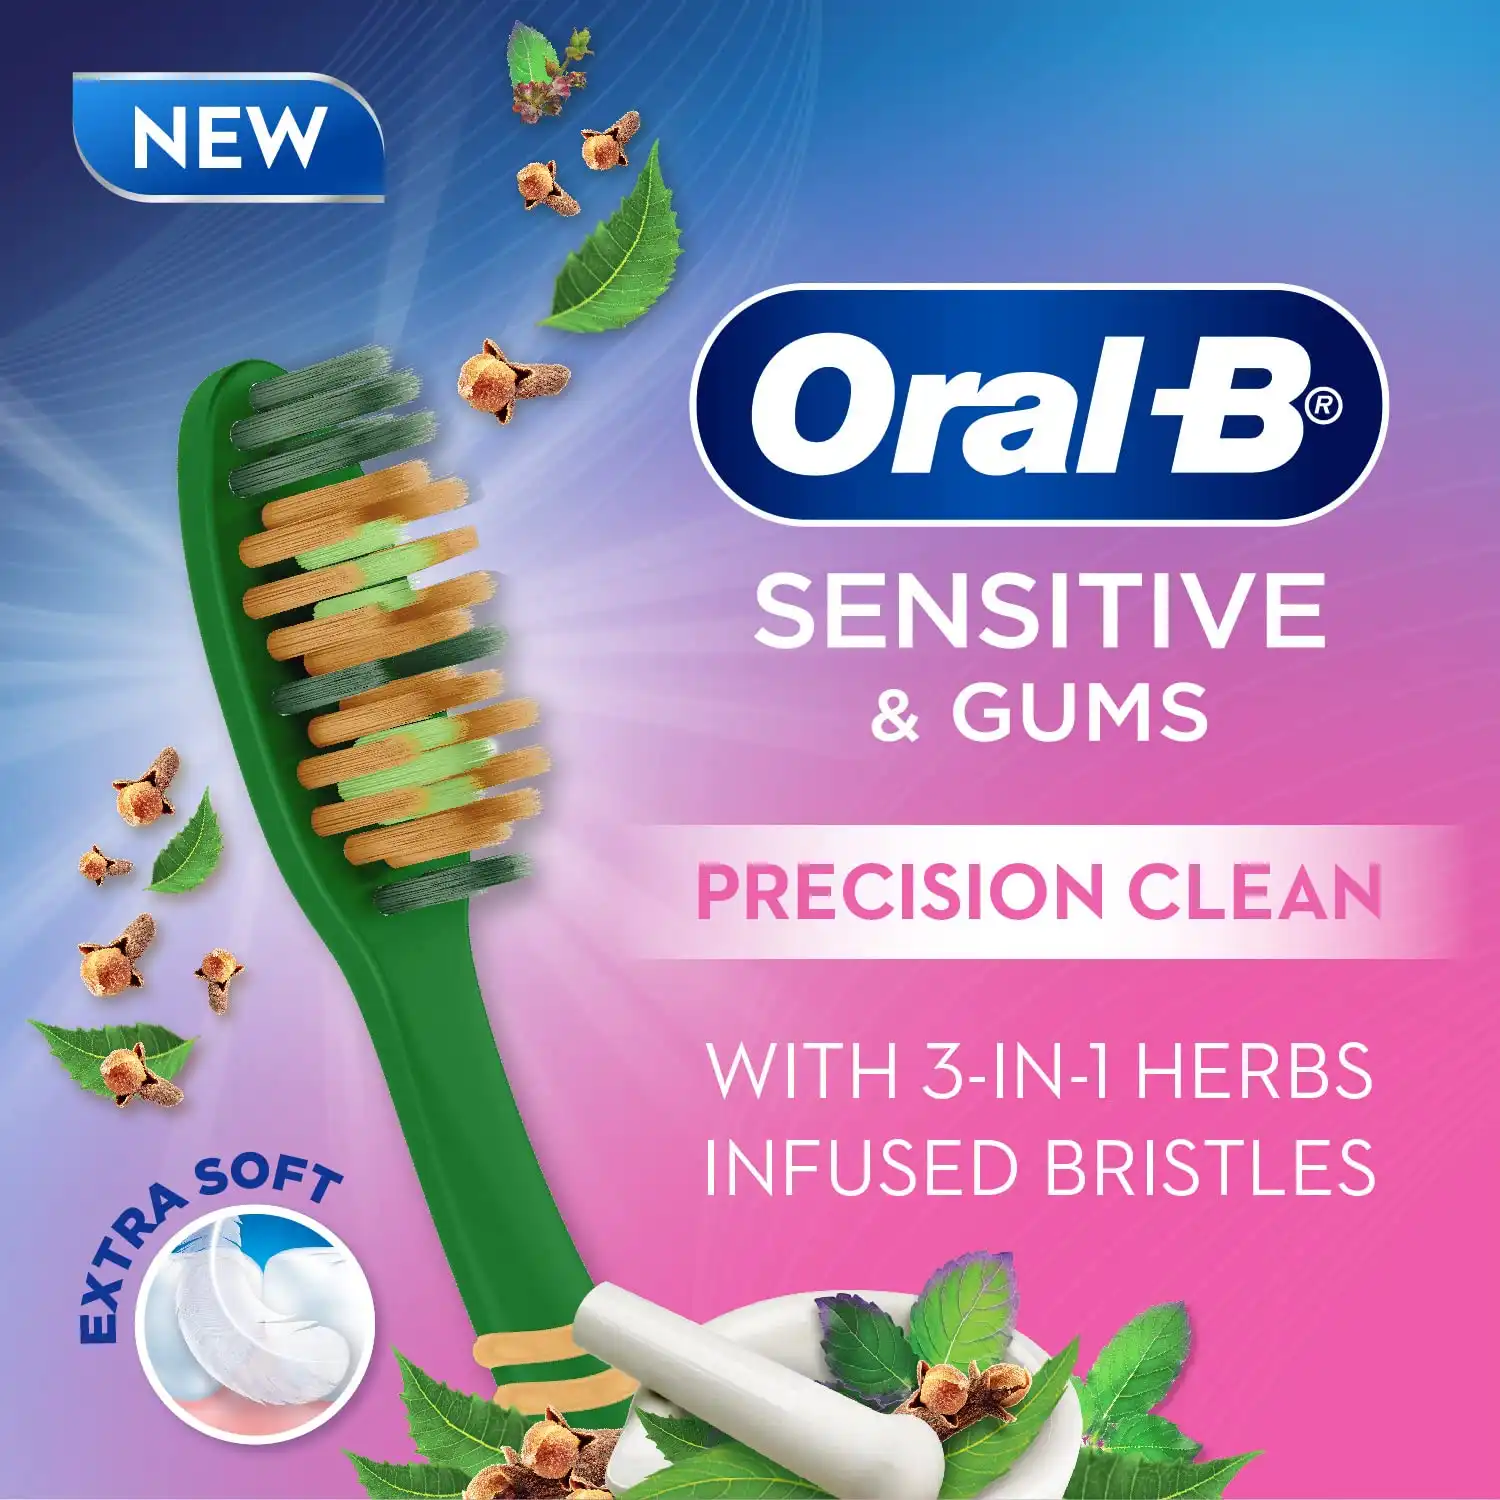 NEW
Oral-B®
SENSITIVE
& GUMS
PRECISION CLEAN
WITH 3-IN-1 HERBS
INFUSED BRISTLES
EXTRA SOFT